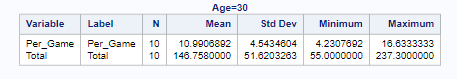 Age=30
Variable Label N Mean Std Dev Minimum Maximum
Per_Game Per_Game 10 10.9906892 4.5434604 4.2307692 16.6333333
Total Total 10 146.7580000 51.6203263 55.0000000 237.3000000